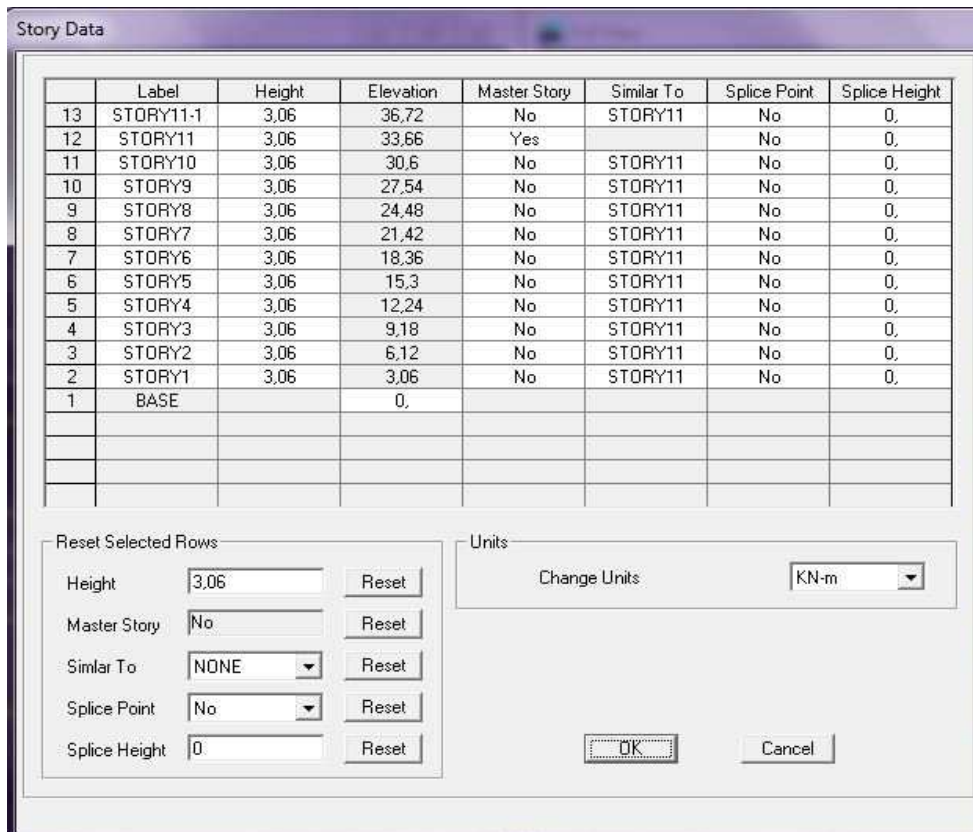 Story Data
Label Height Elevation Master Story Similar To Splice Point Splice Height
13 STORY11-1 3,06 36,72 No STORY11 No 0,
12 STORY11 3,06 33,66 Yes No 0,
11 STORY10 3,06 30,6 No STORY11 No 0,
10 STORY9 3,06 27,54 No STORY11 No 0,
9 STORY8 3,06 24,48 No STORY11 No 0,
8 STORY7 3,06 21,42 No STORY11 No 0,
7 STORY6 3,06 18,36 No STORY11 No 0,
6 STORY5 3,06 15,3 No STORY11 No 0,
5 STORY4 3,06 12,24 No STORY11 No 0,
4 STORY3 3,06 9,18 No STORY11 No 0,
3 STORY2 3,06 6,12 No STORY11 No 0,
2 STORY1 3,06 3,06 No STORY11 No 0,
1 BASE 0,
Reset Selected Rows
Height 3,06 Reset
Master Story No Reset
Simlar To NONE Reset
Splice Point No Reset
Splice Height 0 Reset
Units
Change Units KN-m
OK Cancel